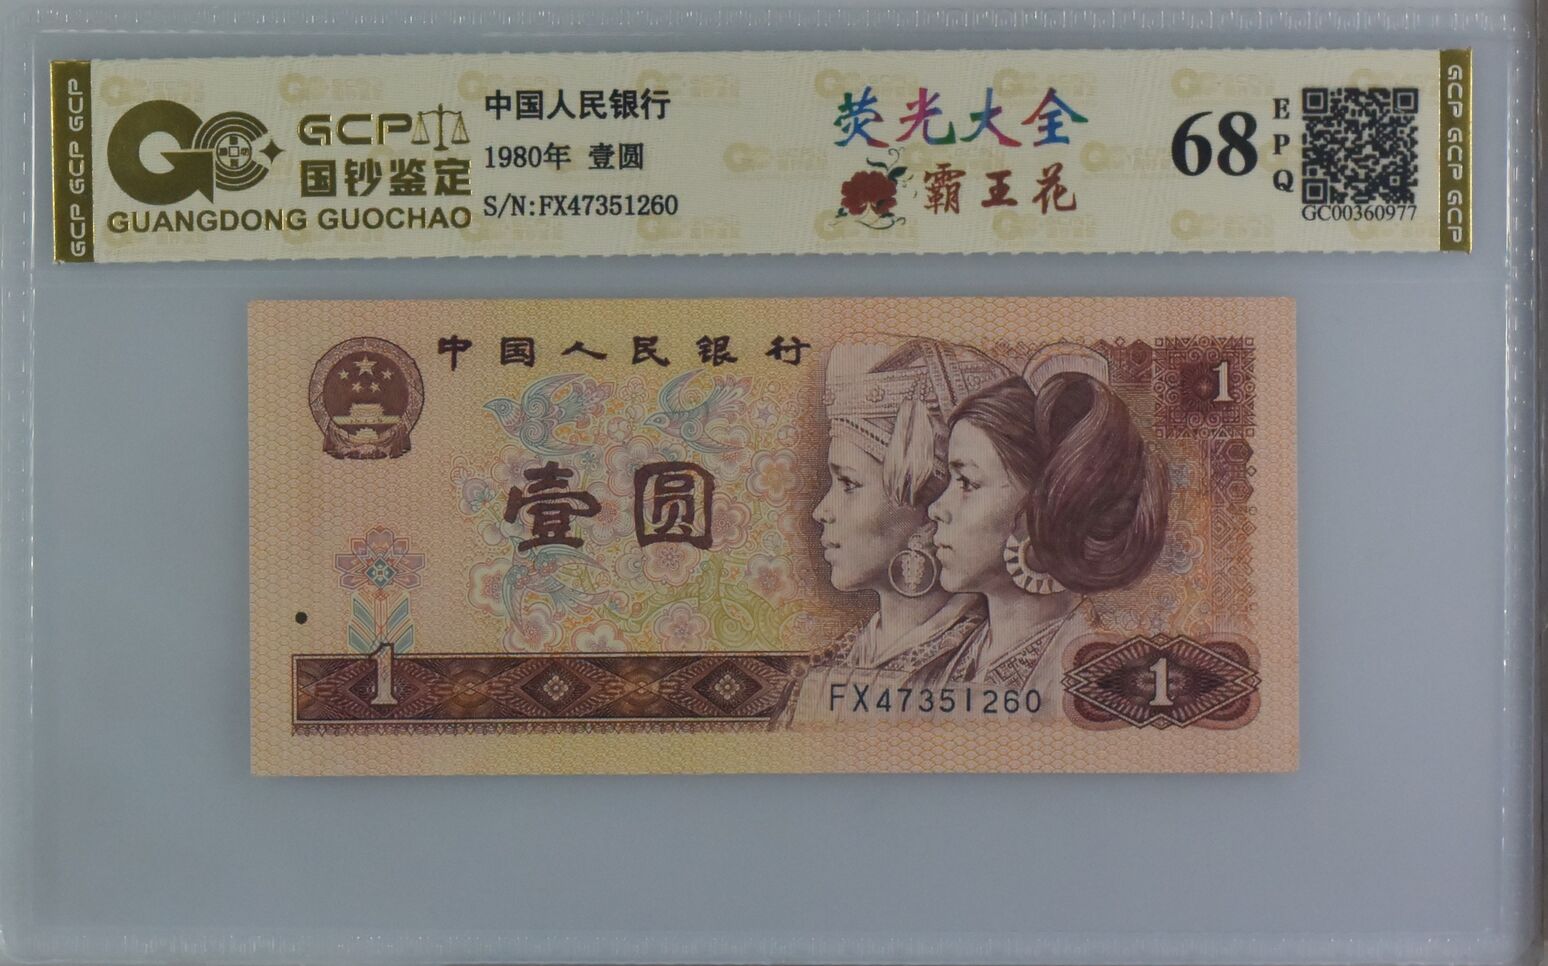 GCP GCP GCP
GCP
国钞鉴定
GUANGDONG GUOCHAO
中国人民银行
1980年 壹圆
S/N:FX47351260
荧光大全
霸王花
68
EPQ
GC00360977
GCP GCP GCP
中国人民银行
1
壹圆
1
FX47351260
1